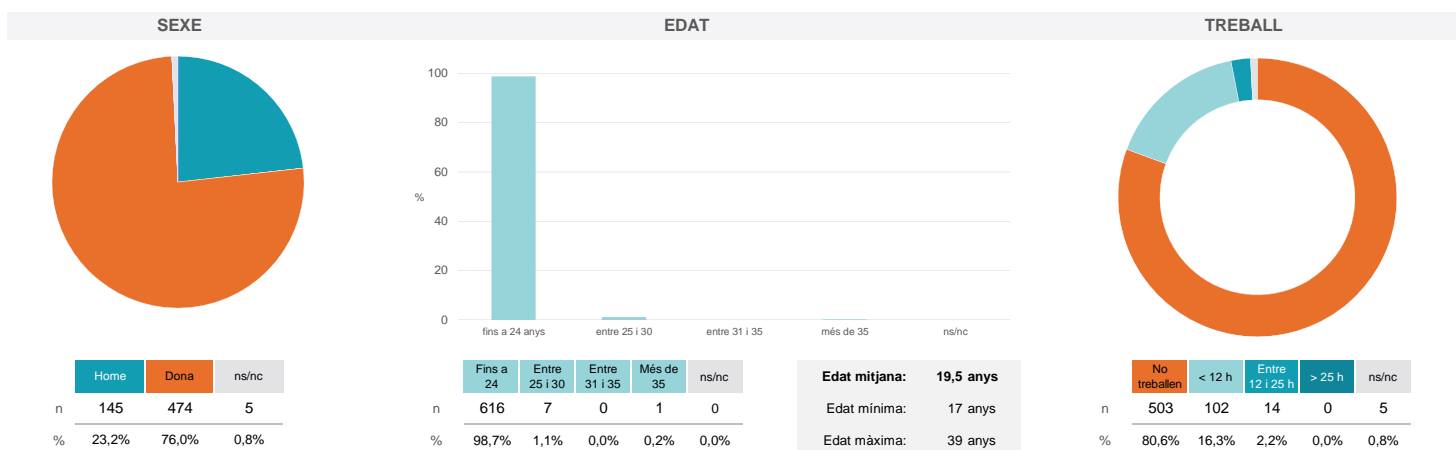 SEXE
EDAT
TREBALL
100
80
60
%
40
20
0
fins a 24 anys
entre 25 i 30
entre 31 i 35
més de 35
ns/nc
Home Dona ns/nc
n 145 474 5
% 23,2% 76,0% 0,8%
Fins a 24 Entre 25 i 30 Entre 31 i 35 Més de 35 ns/nc
n 616 7 0 1 0
% 98,7% 1,1% 0,0% 0,2% 0,0%
Edat mitjana: 19,5 anys
Edat mínima: 17 anys
Edat màxima: 39 anys
No treballen < 12 h Entre 12 i 25 h > 25 h ns/nc
n 503 102 14 0 5
% 80,6% 16,3% 2,2% 0,0% 0,8%